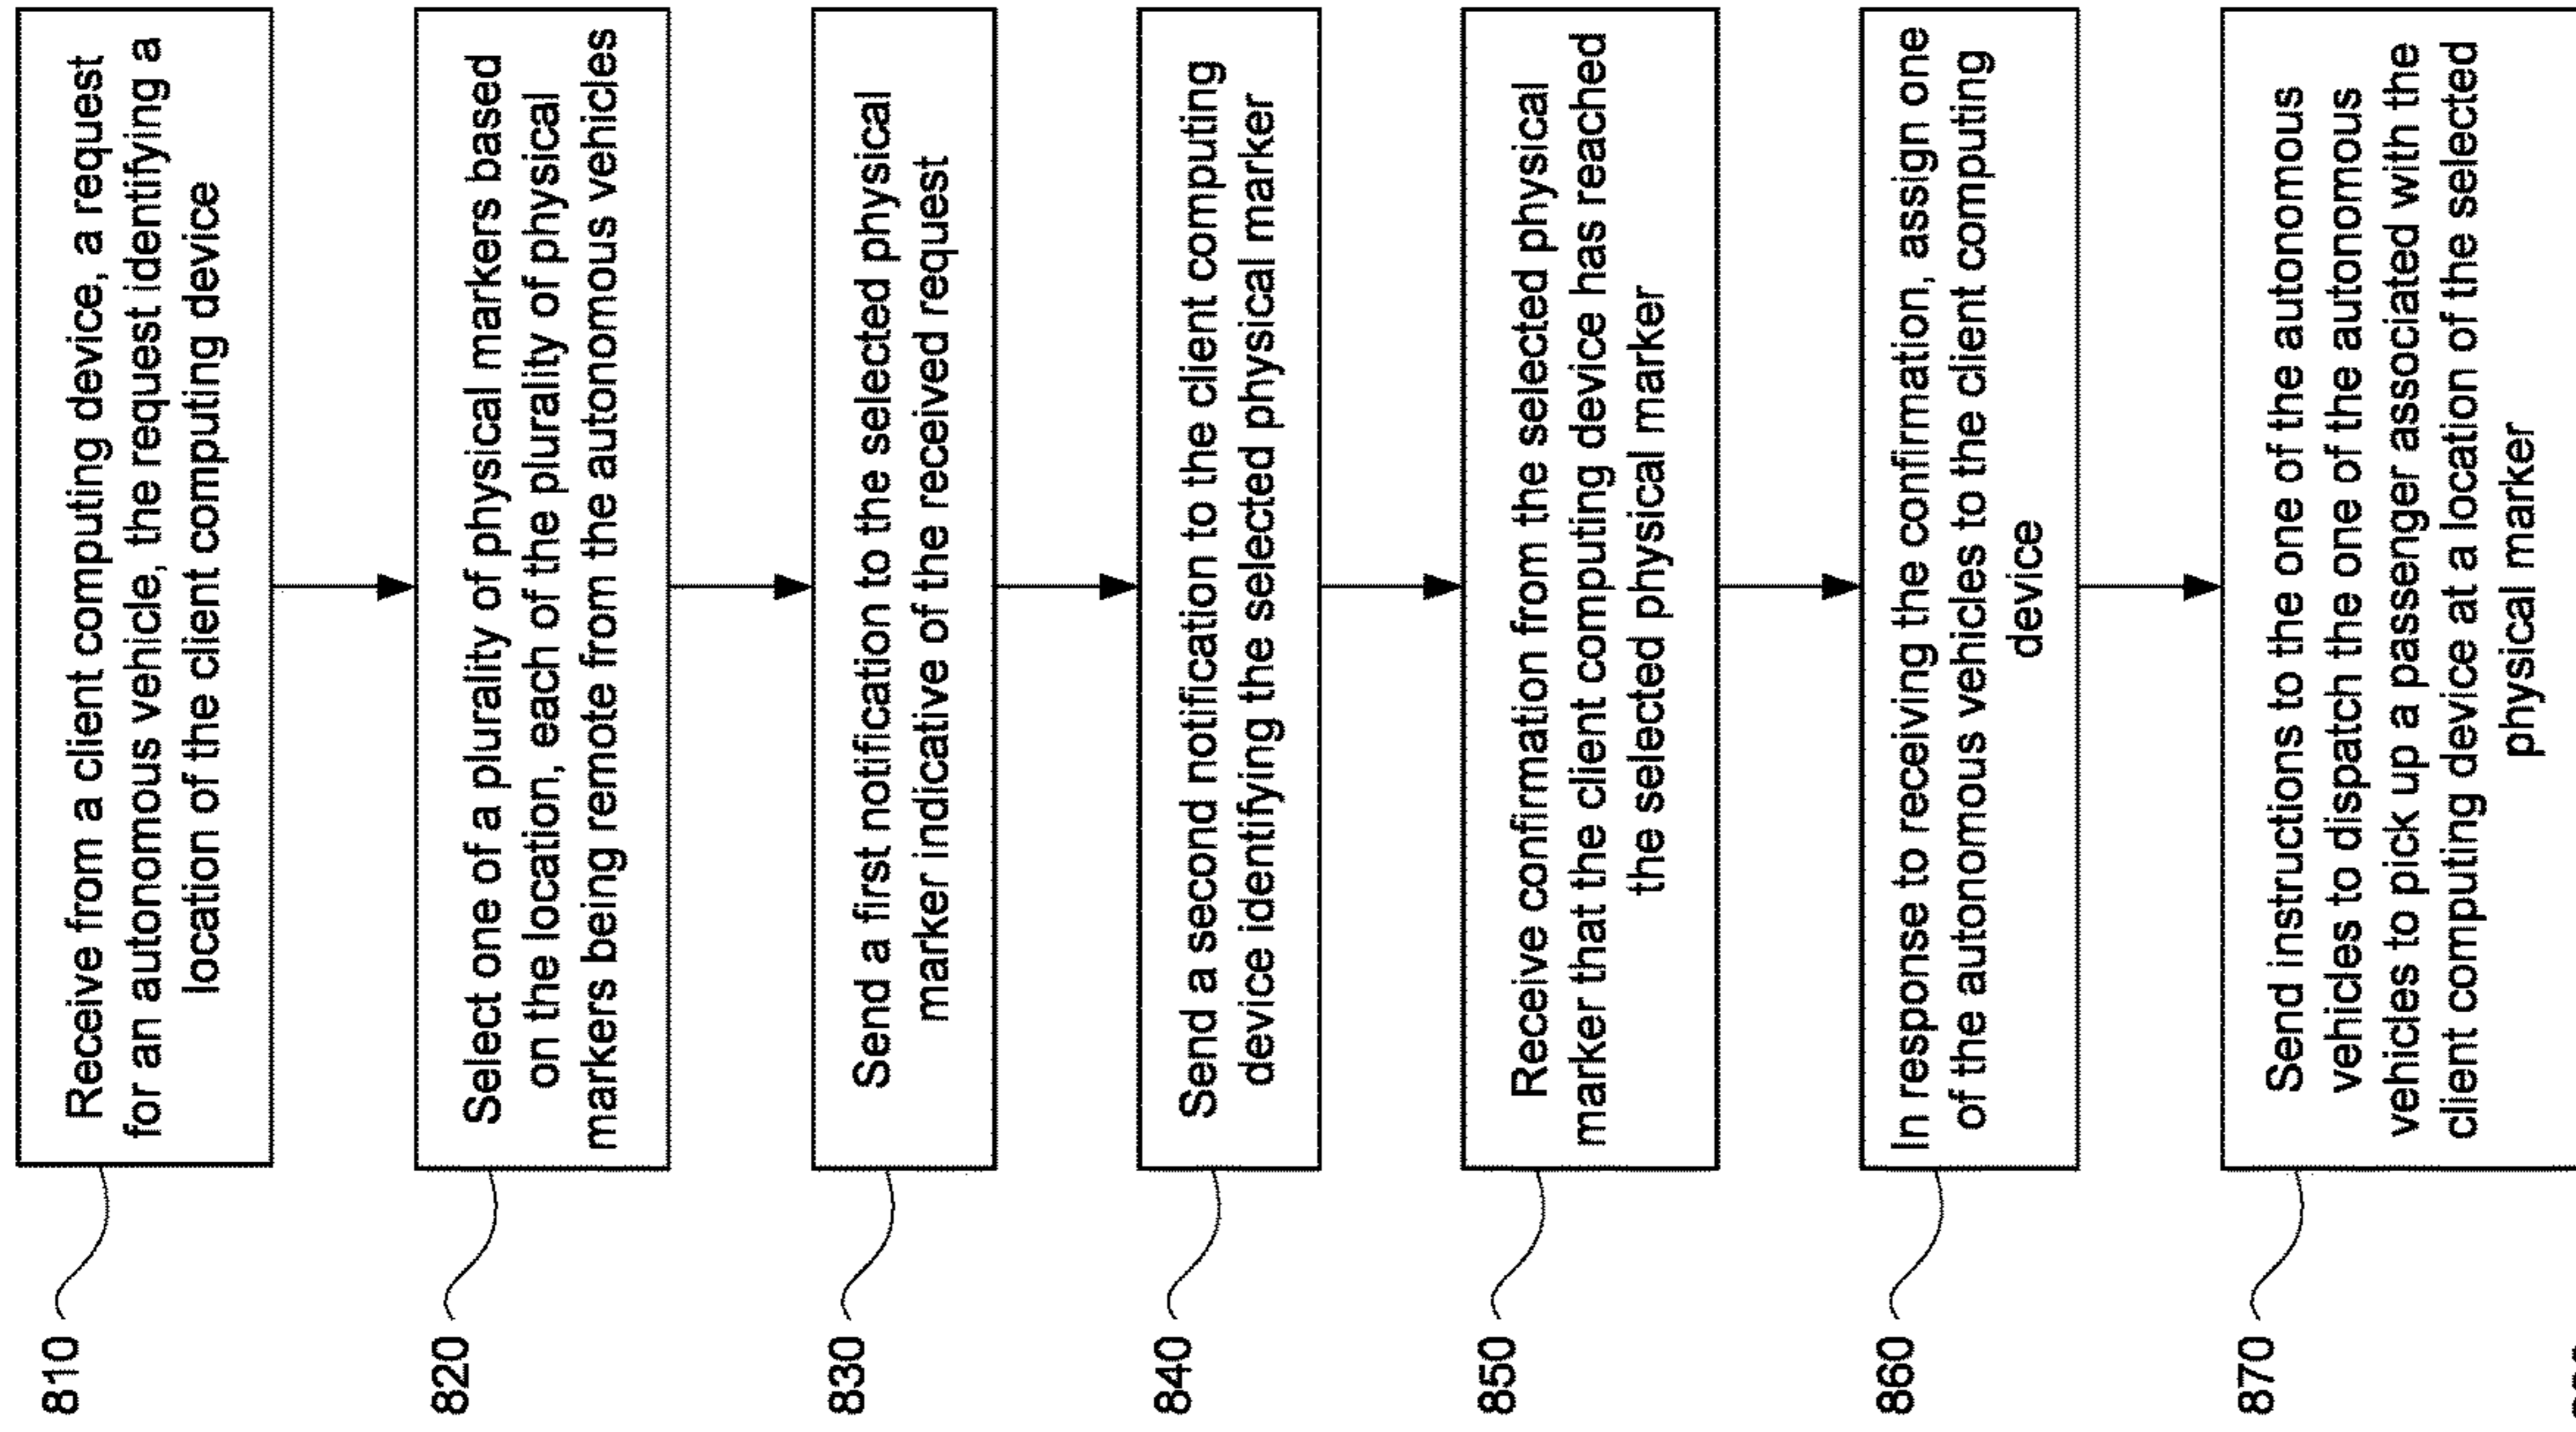 810
Receive from a client computing device, a request
for an autonomous vehicle, the request identifying a
location of the client computing device
820
Select one of a plurality of physical markers based
on the location, each of the plurality of physical
markers being remote from the autonomous vehicles
830
Send a first notification to the selected physical
marker indicative of the received request
840
Send a second notification to the client computing
device identifying the selected physical marker
850
Receive confirmation from the selected physical
marker that the client computing device has reached
the selected physical marker
860
In response to receiving the confirmation, assign one
of the autonomous vehicles to the client computing
device
870
Send instructions to the one of the autonomous
vehicles to dispatch the one of the autonomous
vehicles to pick up a passenger associated with the
client computing device at a location of the selected
physical marker